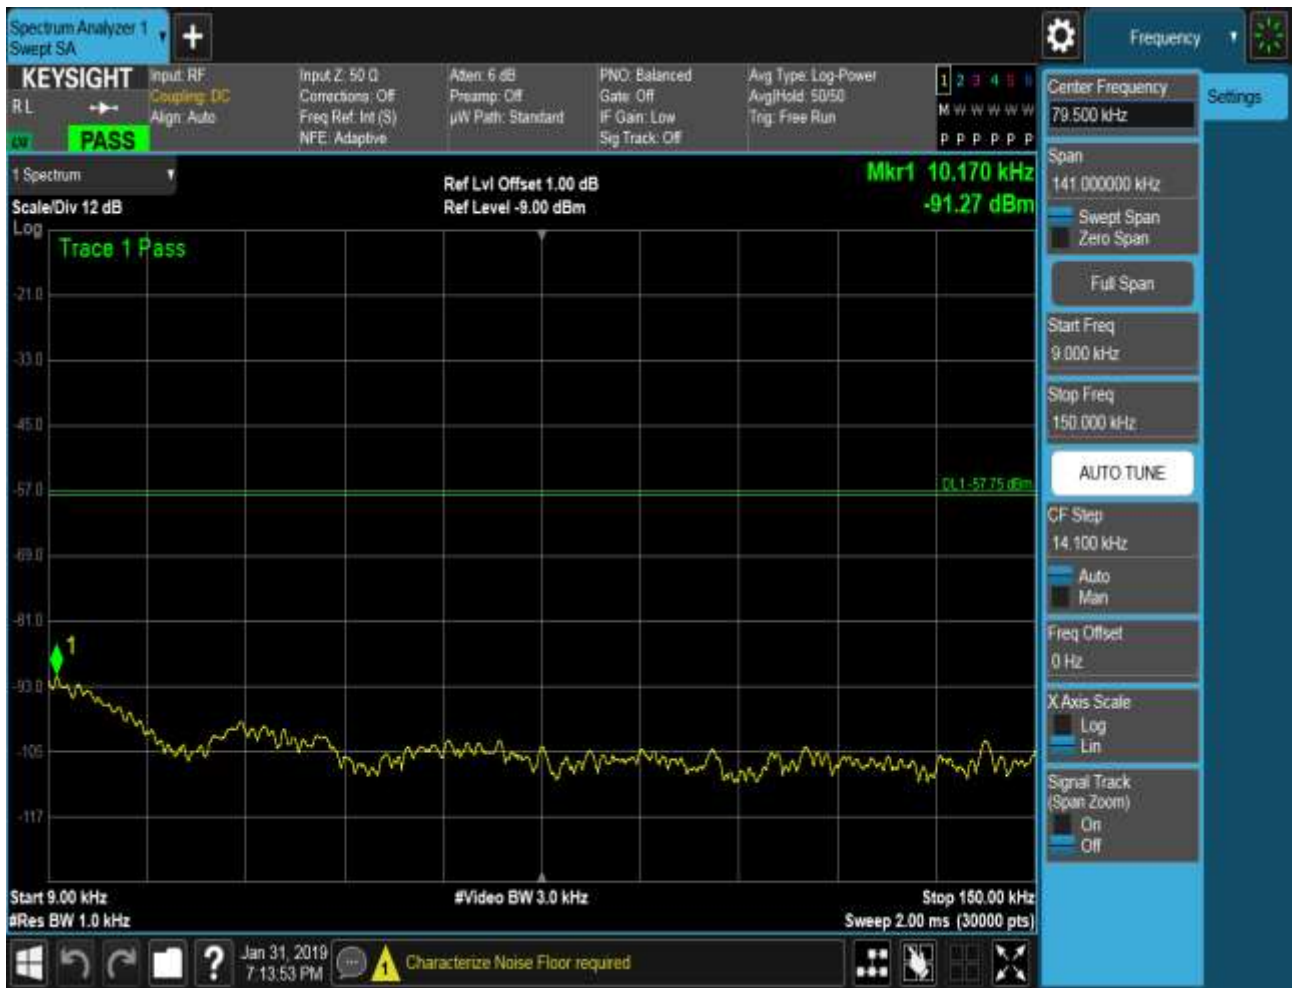 Spectrum Analyzer 1
Swept SA
+
Frequency
KEYSIGHT
R L
PASS
Input: RF
Coupling: DC
Align: Auto
Input Z: 50 Ω
Corrections: Off
Freq Ref: Int (S)
NFE: Adaptive
Atten: 6 dB
Preamp: Off
µW Path: Standard
PNO: Balanced
Gate: Off
IF Gain: Low
Sig Track: Off
Avg Type: Log-Power
Avg|Hold: 50/50
Trig: Free Run
1 2 3 4 5 6
M W W W W W
P P P P P P
1 Spectrum
Scale/Div 12 dB
Log
Ref Lvl Offset 1.00 dB
Ref Level -9.00 dBm
Mkr1 10.170 kHz
-91.27 dBm
Trace 1 Pass
-21.0
-33.0
-45.0
-57.0
DL1 -57.75 dBm
-69.0
-81.0
1
-93.0
-105
-117
Start 9.00 kHz
#Res BW 1.0 kHz
#Video BW 3.0 kHz
Stop 150.00 kHz
Sweep 2.00 ms (30000 pts)
Center Frequency
79.500 kHz
Settings
Span
141.000000 kHz
Swept Span
Zero Span
Full Span
Start Freq
9.000 kHz
Stop Freq
150.000 kHz
AUTO TUNE
CF Step
14.100 kHz
Auto
Man
Freq Offset
0 Hz
X Axis Scale
Log
Lin
Signal Track
(Span Zoom)
On
Off
?
Jan 31, 2019
7:13:53 PM
1
Characterize Noise Floor required